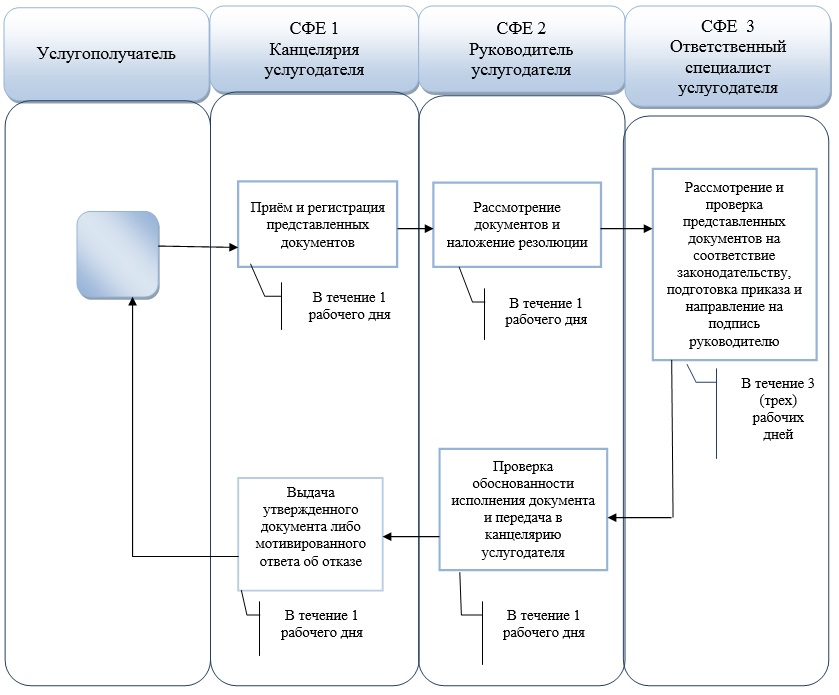 Услугополучатель
СФЕ 1
Канцелярия
услугодателя
СФЕ 2
Руководитель
услугодателя
СФЕ 3
Ответственный
специалист
услугодателя
Приём и регистрация
представленных
документов
В течение 1
рабочего дня
Рассмотрение
документов и
наложение резолюции
В течение 1
рабочего дня
Рассмотрение и
проверка
представленных
документов на
соответствие
законодательству,
подготовка приказа и
направление на
подпись
руководителю
В течение 3
(трех)
рабочих
дней
Проверка
обоснованности
исполнения документа
и передача в
канцелярию
услугодателя
В течение 1
рабочего дня
Выдача
утвержденного
документа либо
мотивированного
ответа об отказе
В течение 1
рабочего дня